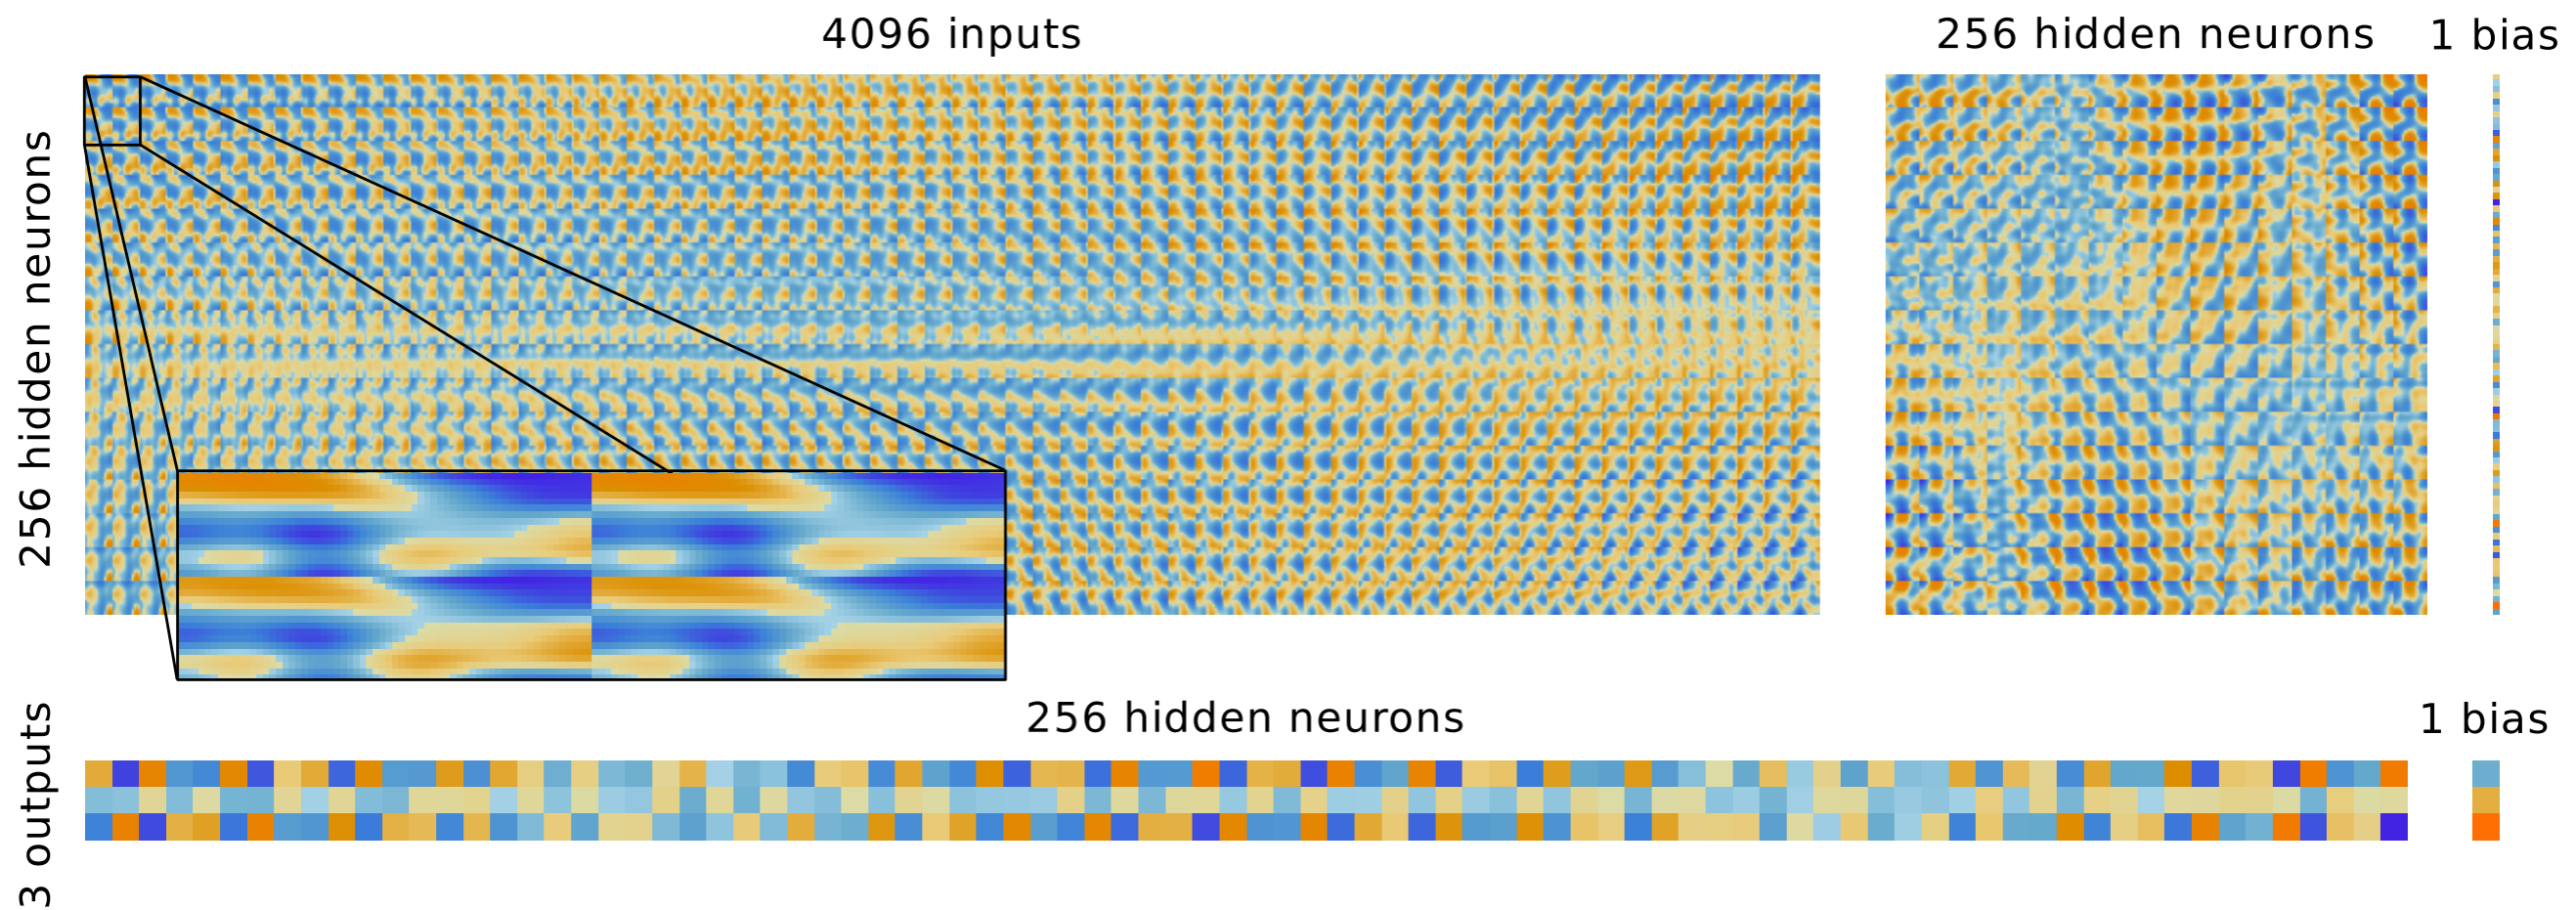 4096 inputs
256 hidden neurons
1 bias
256 hidden neurons
256 hidden neurons
1 bias
3 outputs